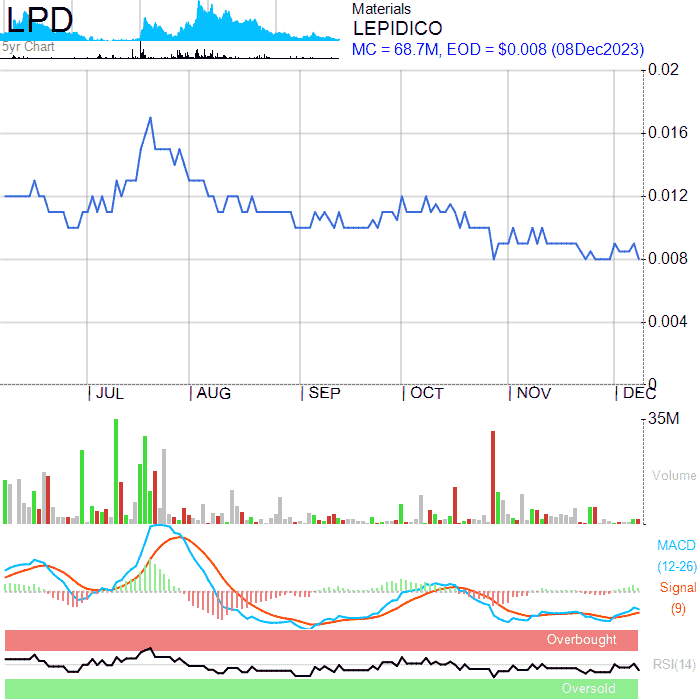 LPD
5yr Chart
Materials
LEPIDICO
MC = 68.7M, EOD = $0.008 (08Dec2023)
0.02
0.016
0.012
0.008
0.004
0
JUL AUG SEP OCT NOV DEC
35M
Volume
MACD
(12-26)
Signal
(9)
Overbought
RSI(14)
Oversold